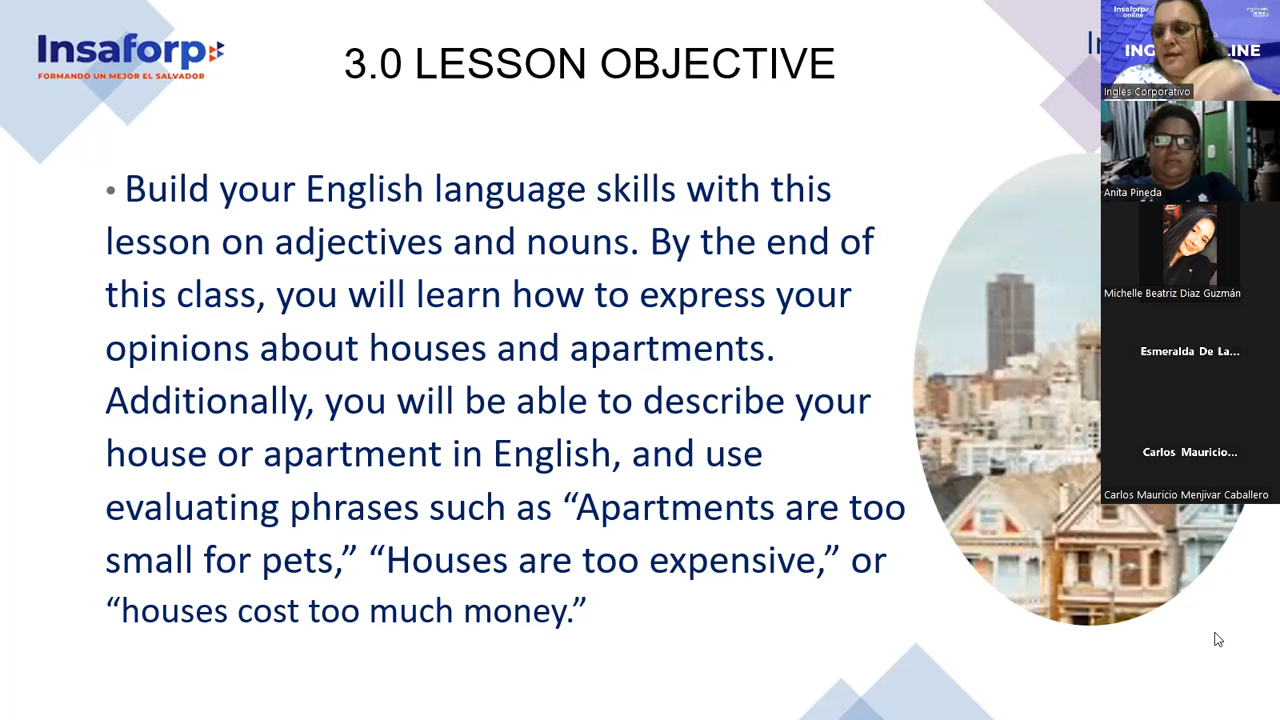 Insaforp
FORMANDO UN MEJOR EL SALVADOR
3.0 LESSON OBJECTIVE
• Build your English language skills with this
lesson on adjectives and nouns. By the end of
this class, you will learn how to express your
opinions about houses and apartments.
Additionally, you will be able to describe your
house or apartment in English, and use
evaluating phrases such as “Apartments are too
small for pets,” “Houses are too expensive,” or
“houses cost too much money.”
Insaforp
online
Ingles Corporativo
Anita Pineda
Michelle Beatriz Diaz Guzmán
Esmeralda De La...
Carlos Mauricio...
Carlos Mauricio Menjivar Caballero